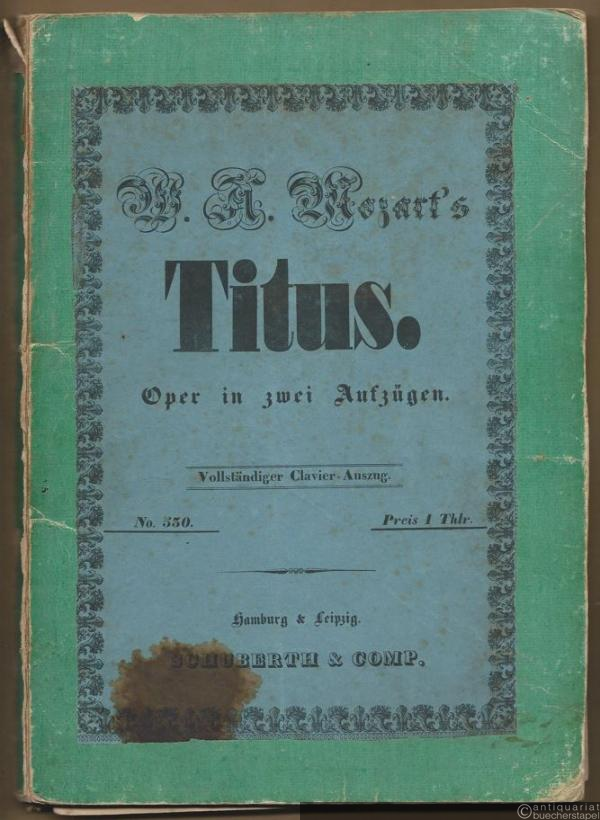 W. A. Mozart's
Titus.
Oper in zwei Aufzügen.
Vollständiger Clavier-Auszug.
No. 350. Preis 1 Thlr.
Hamburg & Leipzig.
SCHUBERTH & COMP.
antiquariat
buecherstapel